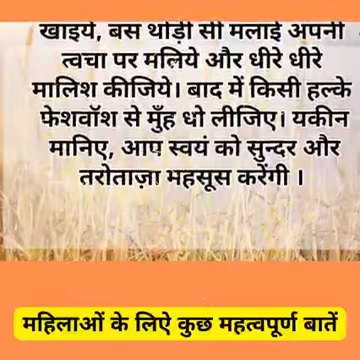 खाइये, बस थोड़ी सी मलाई अपनी
त्वचा पर मलिये और धीरे धीरे
मालिश कीजिये। बाद में किसी हल्के
फेशवॉश से मुँह धो लीजिए। यकीन
मानिए, आप स्वयं को सुन्दर और
तरोताज़ा महसूस करेंगी ।
महिलाओं के लिऐ कुछ महत्वपूर्ण बातें